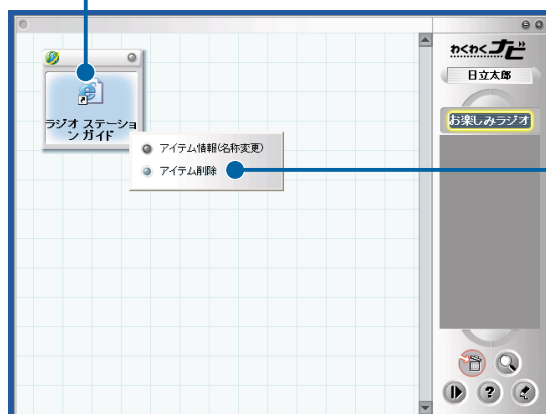 わくわくナビ
日立太郎
お楽しみラジオ
ラジオ ステーショ
ン ガイド
アイテム情報(名称変更)
アイテム削除
?